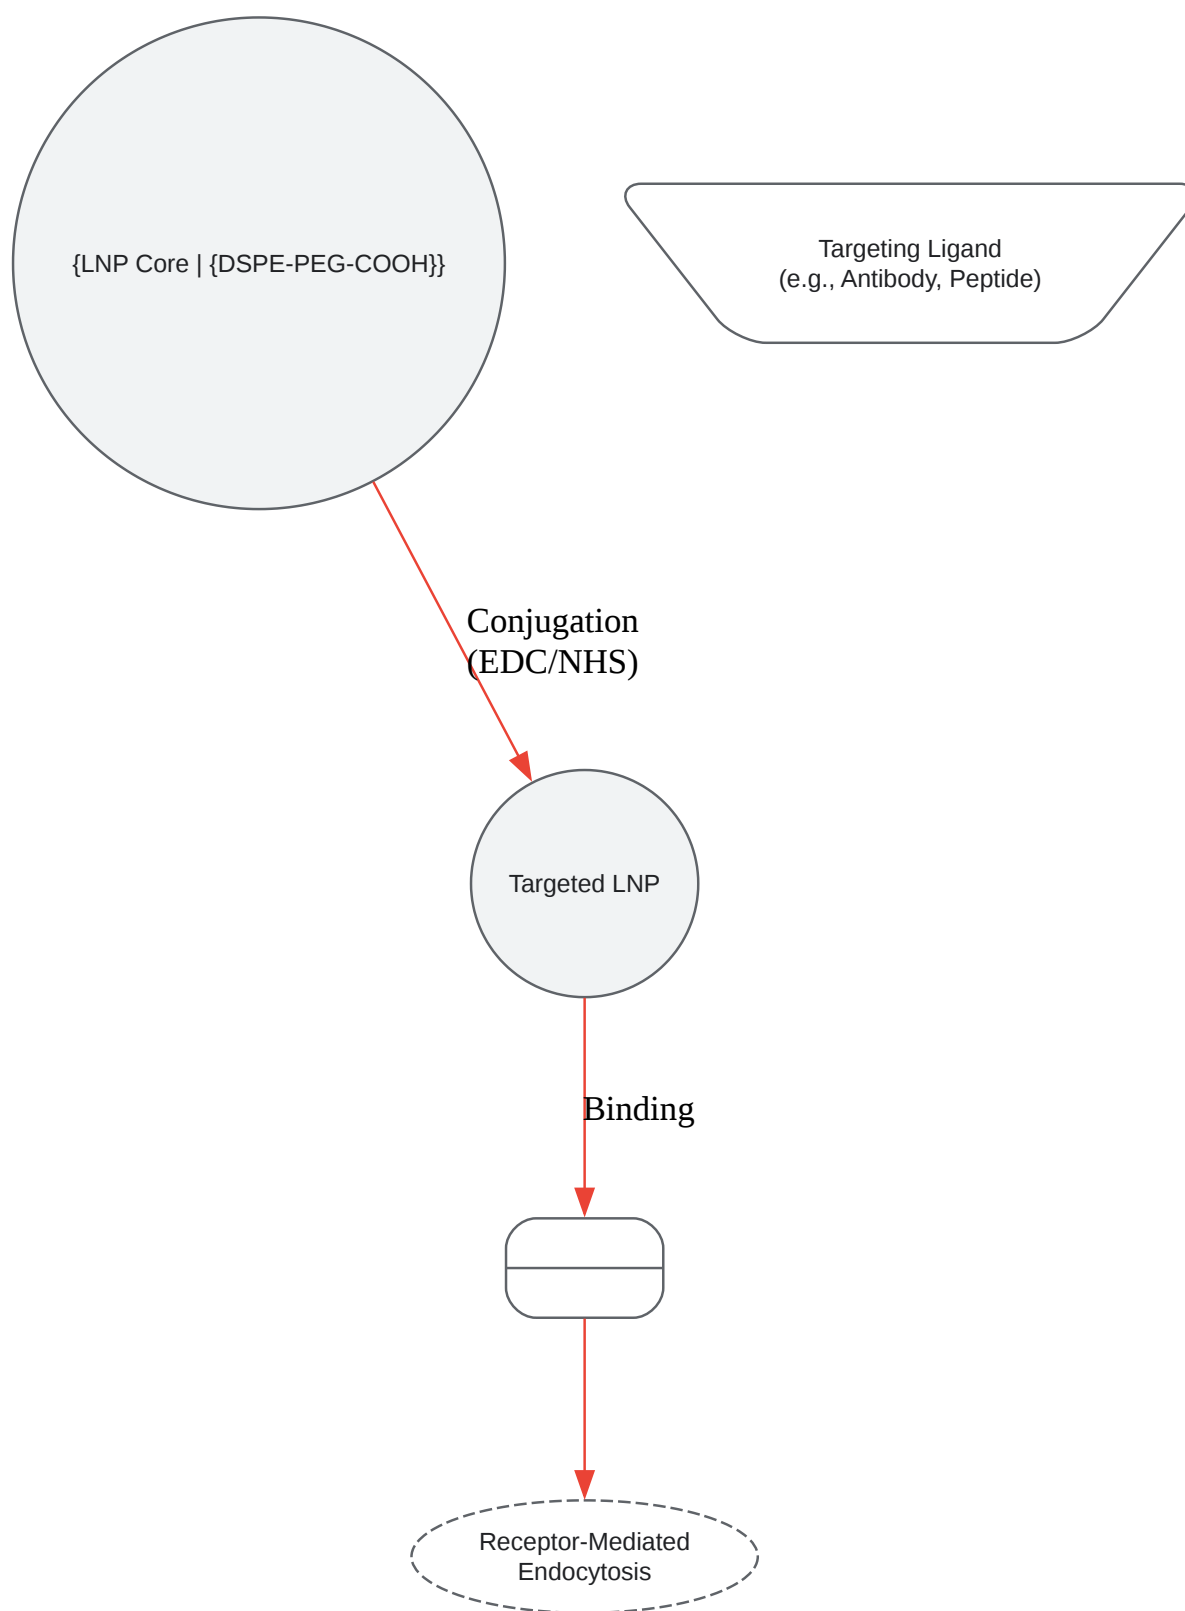 {LNP Core | {DSPE-PEG-COOH}}
Targeting Ligand
(e.g., Antibody, Peptide)
Conjugation
(EDC/NHS)
Targeted LNP
Binding
Receptor-Mediated
Endocytosis